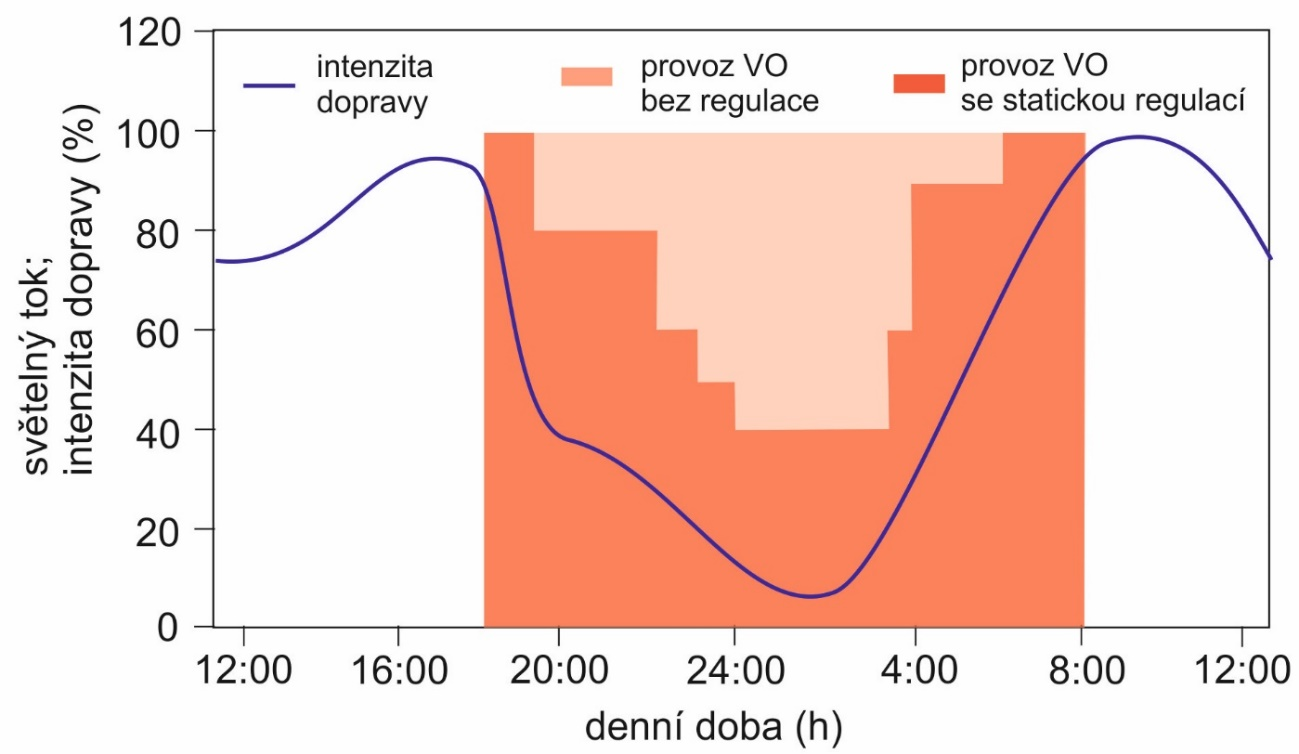 120
100
80
60
40
20
0
světelný tok;
intenzita dopravy (%)
intenzita
dopravy
provoz VO
bez regulace
provoz VO
se statickou regulací
12:00 16:00 20:00 24:00 4:00 8:00 12:00
denní doba (h)